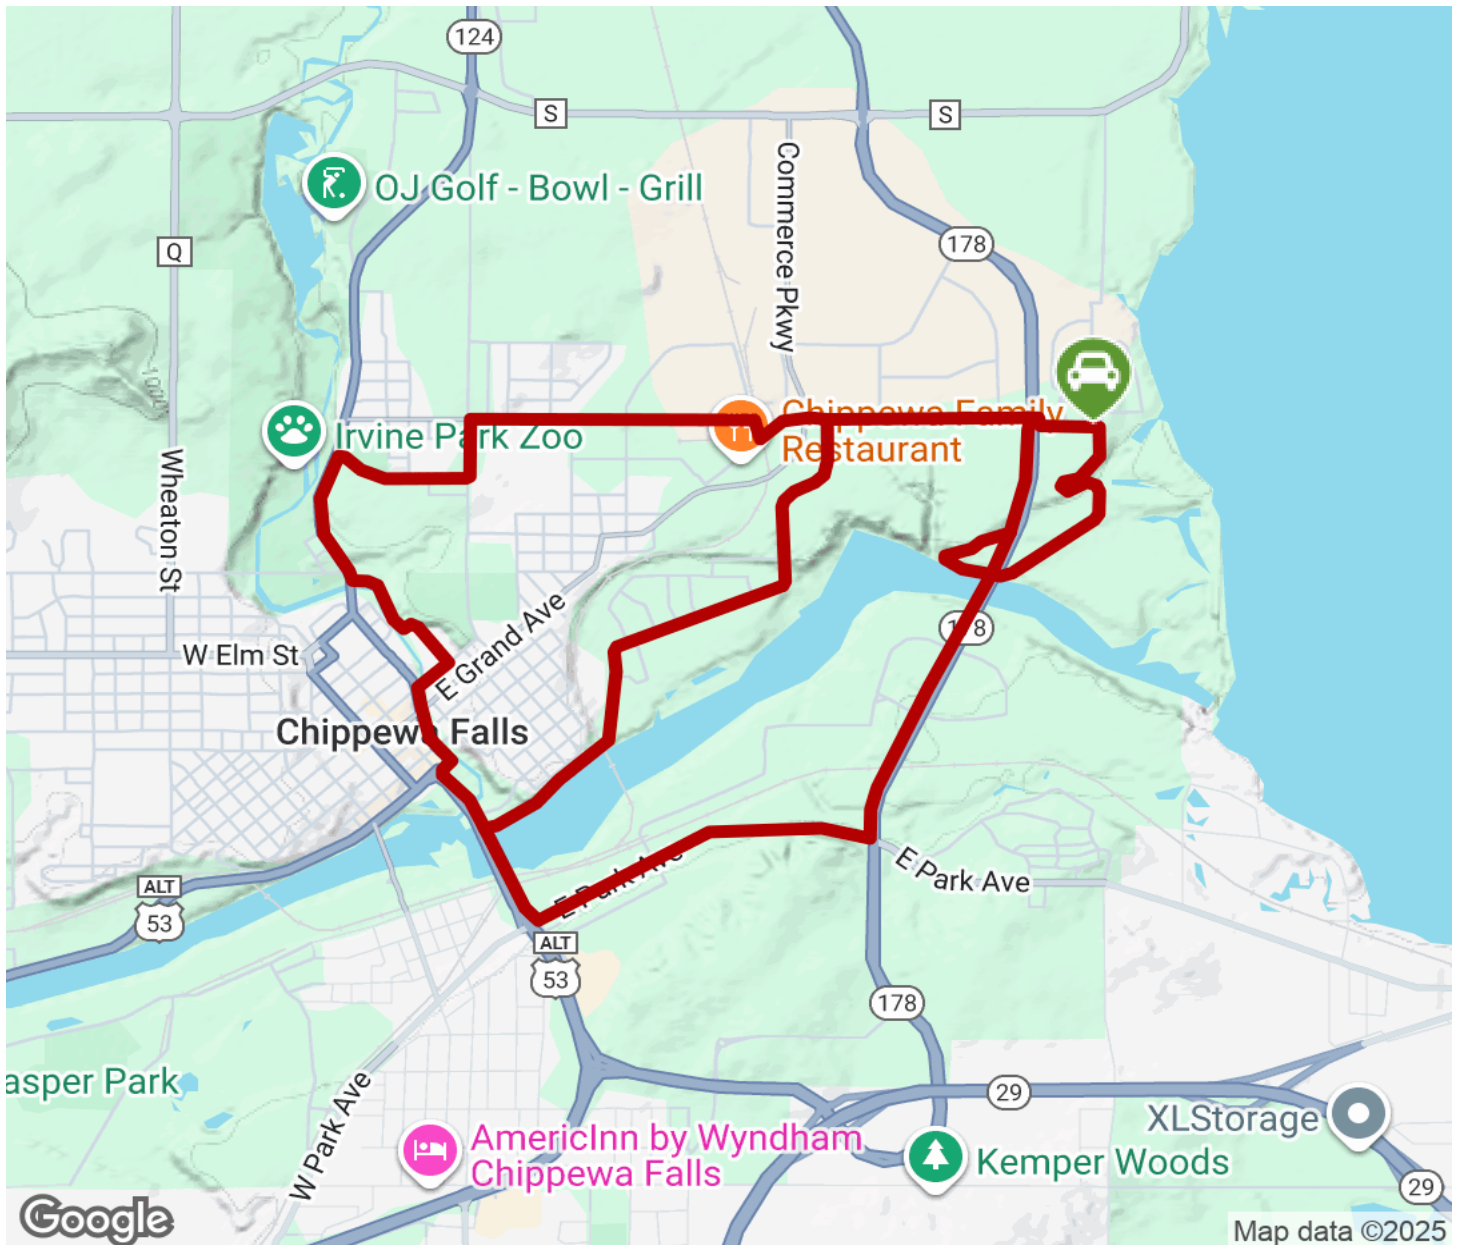 124
S
S
OJ Golf - Bowl - Grill
Commerce Pkwy
Q
178
Chippewa Family
Restaurant
Irvine Park Zoo
Wheaton St
E Grand Ave
W Elm St
178
Chippewa Falls
E Park Ave
E Park Ave
ALT
53
ALT
53
178
asper Park
W Park Ave
29
XLStorage
AmericInn by Wyndham
Chippewa Falls
Kemper Woods
29
Google
Map data ©2025